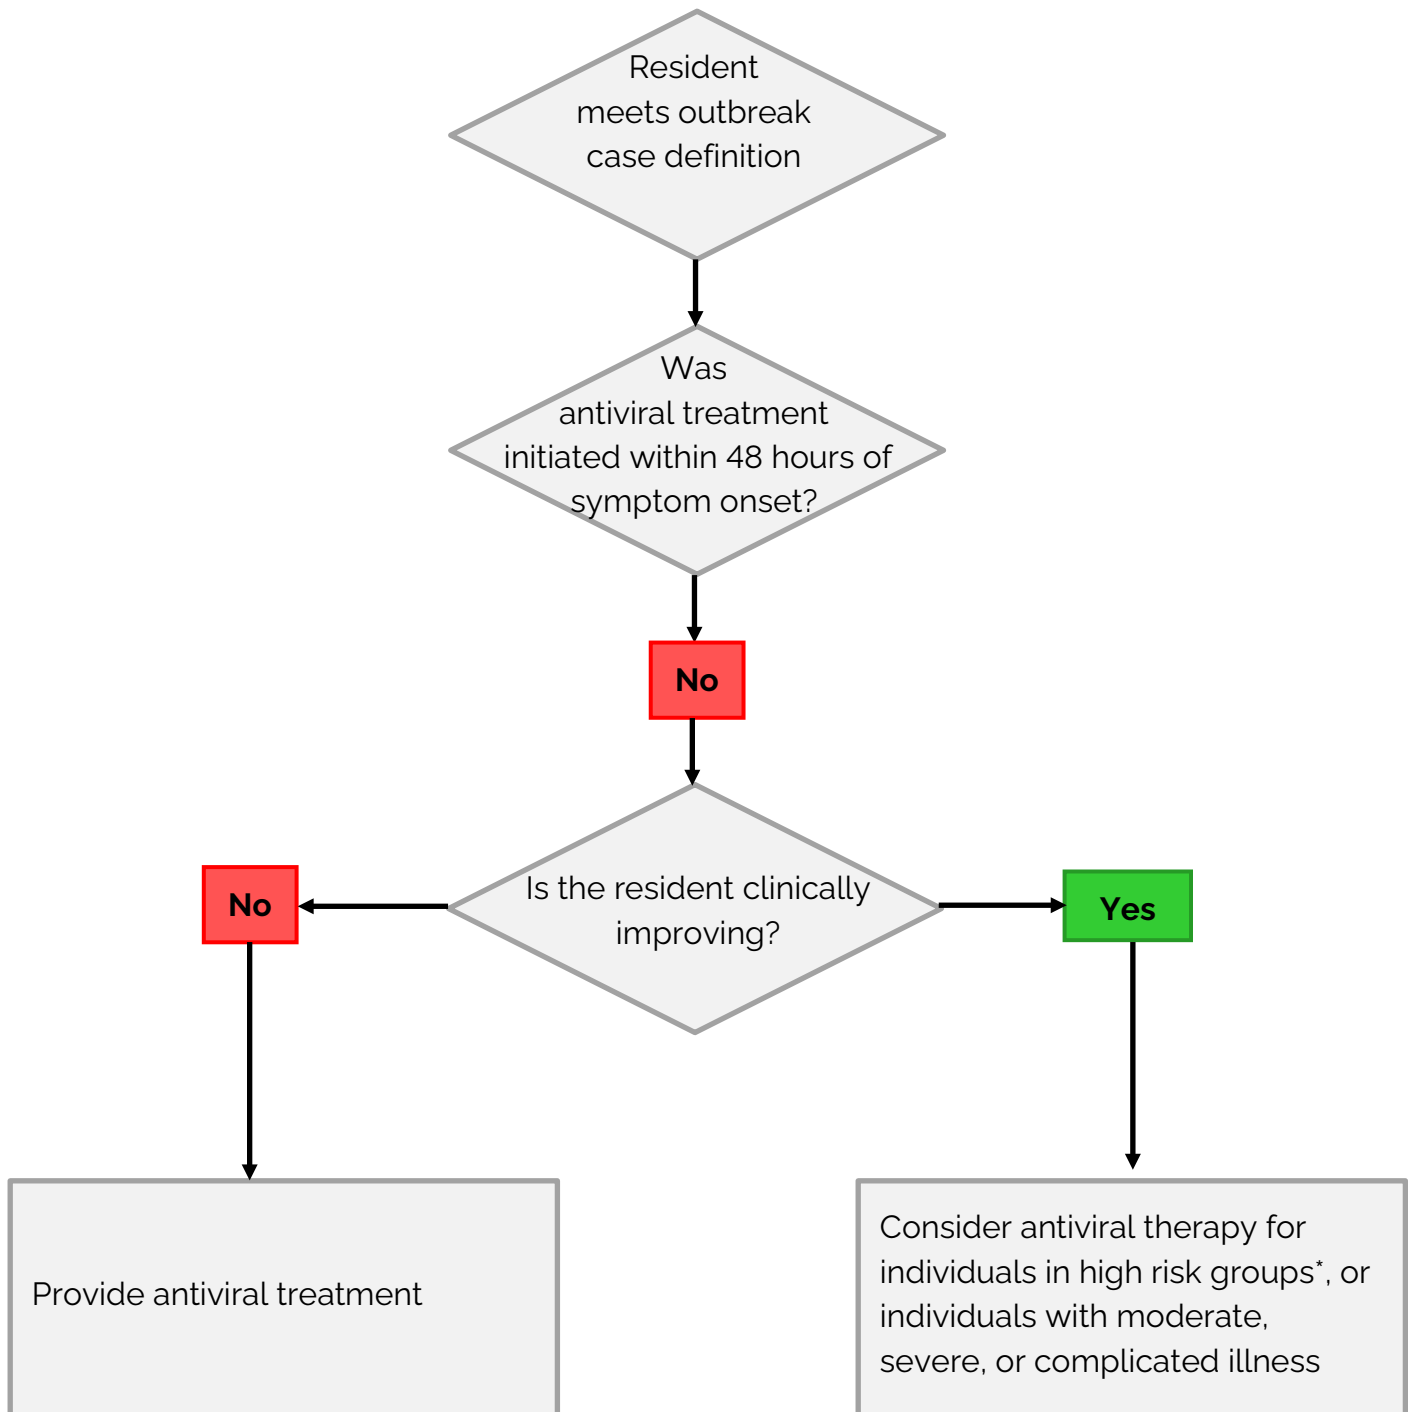 Resident
meets outbreak
case definition
Was
antiviral treatment
initiated within 48 hours of
symptom onset?
No
Is the resident clinically
improving?
No
Yes
Provide antiviral treatment
Consider antiviral therapy for
individuals in high risk groups*, or
individuals with moderate,
severe, or complicated illness